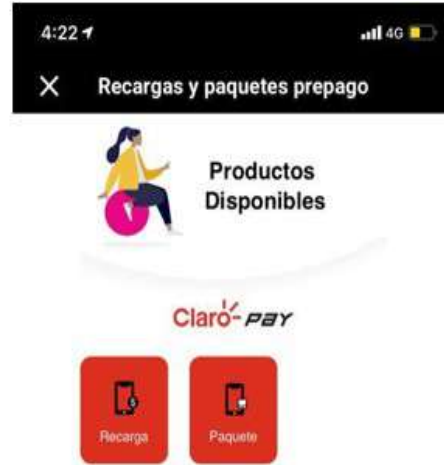 4:22
4G
Recargas y paquetes prepago
Productos
Disponibles
Claro-pay
Recarga
Paquete